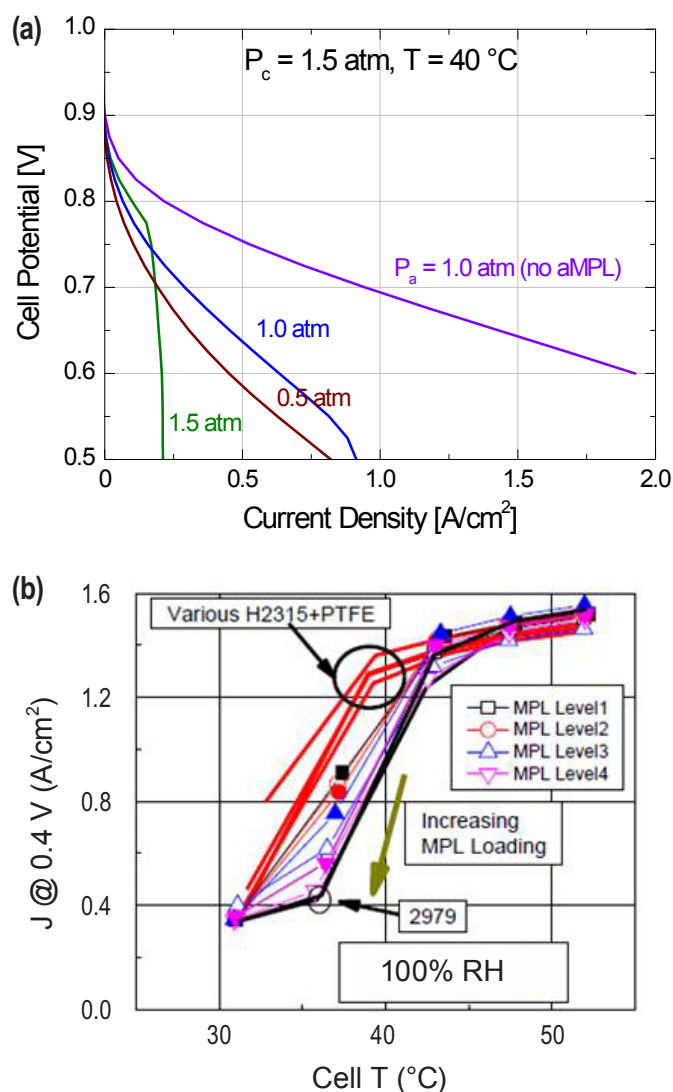 (a)
P_c = 1.5 atm, T = 40 °C
1.0
0.9
0.8
0.7
0.6
0.5
Cell Potential [V]
P_a = 1.0 atm (no aMPL)
1.0 atm
0.5 atm
1.5 atm
0 0.5 1.0 1.5 2.0
Current Density [A/cm²]
(b)
1.6
1.2
0.8
0.4
0.0
J @ 0.4 V (A/cm²)
Various H2315+PTFE
MPL Level1
MPL Level2
MPL Level3
MPL Level4
Increasing
MPL Loading
2979
100% RH
30 40 50
Cell T (°C)